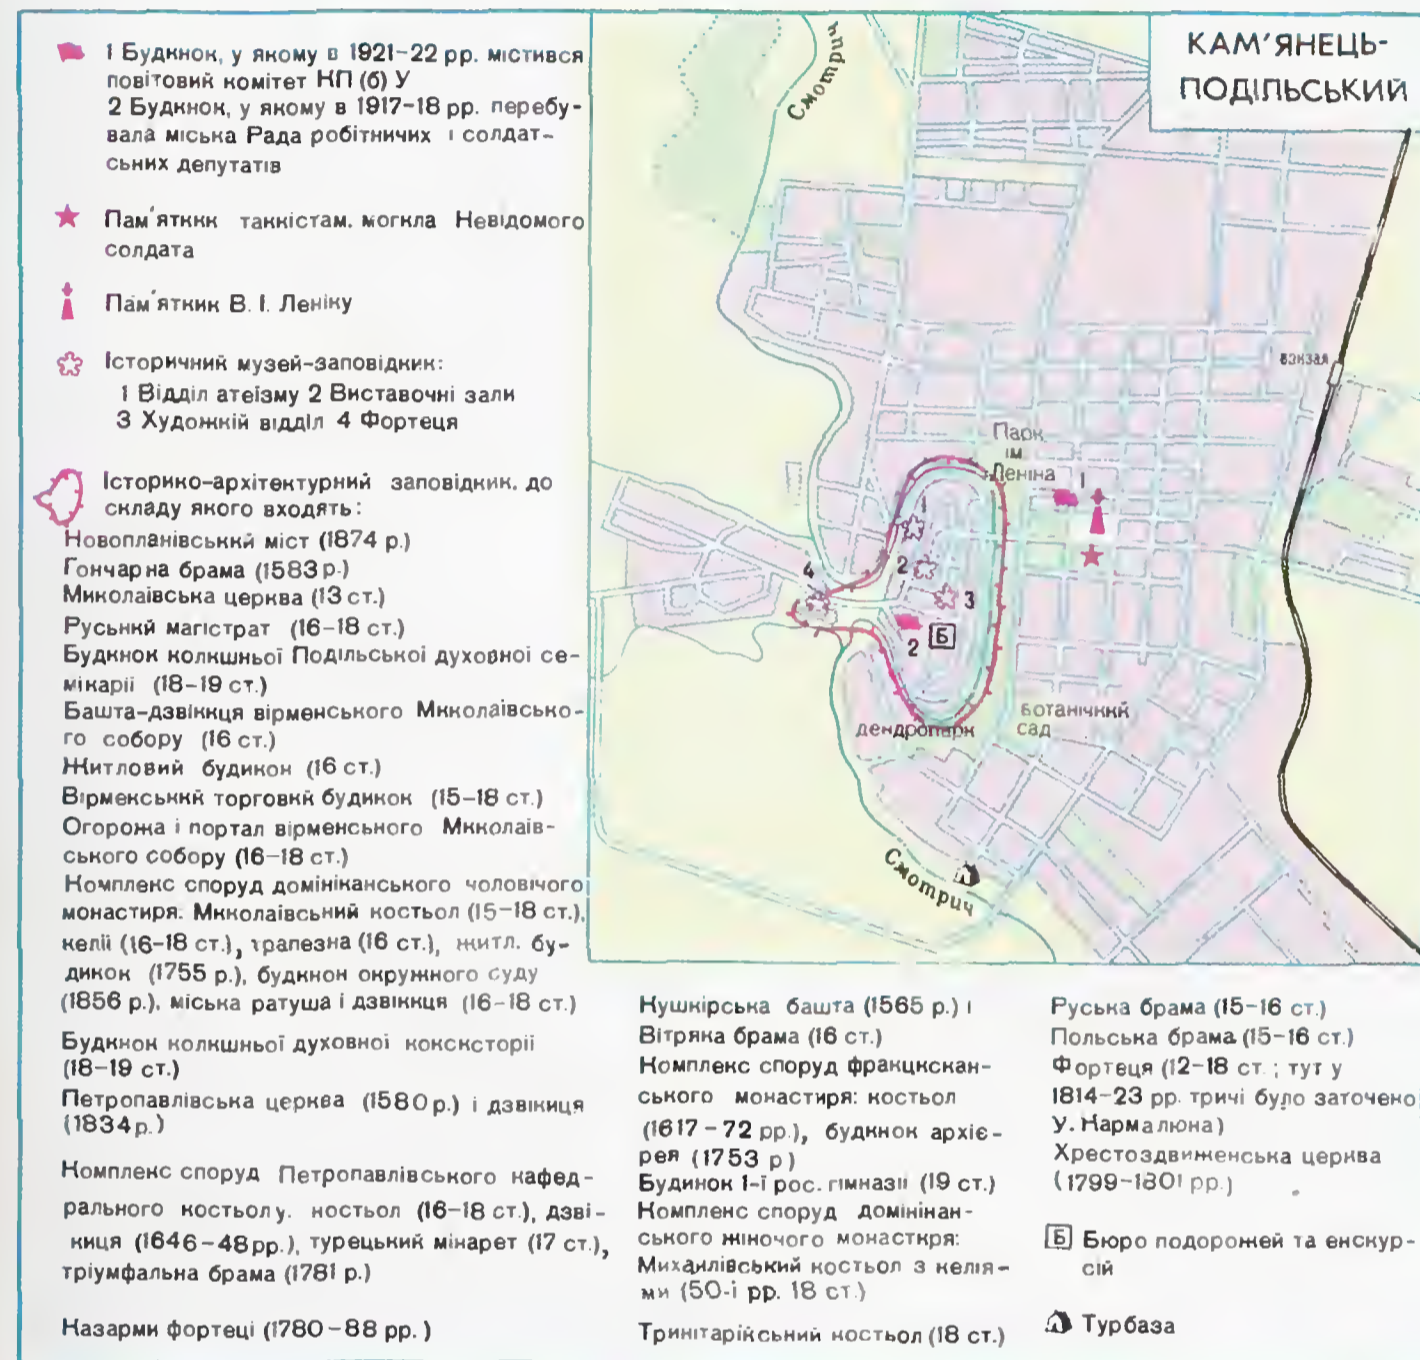 1 Будинок, у якому в 1921-22 рр. містився
повітовий комітет КП (б) У
2 Будинок, у якому в 1917-18 рр. перебу-
вала міська Рада робітничих і солдат-
ських депутатів
Пам'ятник танкістам. могила Невідомого
солдата
Пам'ятник В. І. Леніну
Історичний музей-заповідник:
1 Відділ атеїзму 2 Виставочні зали
3 Художній відділ 4 Фортеця
Історико-архітектурний заповідник. до
складу якого входять:
Новопланівський міст (1874 р.)
Гончарна брама (1583 р.)
Миколаївська церква (13 ст.)
Руський магістрат (16-18 ст.)
Будинок колишньої Подільської духовної се-
мінарії (18-19 ст.)
Башта-дзвіниця вірменського Миколаївсько-
го собору (16 ст.)
Житловий будинок (16 ст.)
Вірменський торговий будинок (15-18 ст.)
Огорожа і портал вірменського Миколаїв-
ського собору (16-18 ст.)
Комплекс споруд домініканського чоловічого
монастиря: Миколаївський костьол (15-18 ст.),
келії (16-18 ст.), трапезна (16 ст.), житл. бу-
динок (1755 р.), будинок окружного суду
(1856 р.), міська ратуша і дзвіниця (16-18 ст.)
Будинок колишньої духовної консисторії
(18-19 ст.)
Петропавлівська церква (1580 р.) і дзвіниця
(1834 р.)
Комплекс споруд Петропавлівського кафед-
рального костьолу. костьол (16-18 ст.), дзві-
ниця (1646-48 рр.), турецький мінарет (17 ст.),
тріумфальна брама (1781 р.)
Казарми фортеці (1780-88 рр.)
Кушнірська башта (1565 р.) і
Вітряна брама (16 ст.)
Комплекс споруд францискан-
ського монастиря: костьол
(1617-72 рр.), будинок архіє-
рея (1753 р)
Будинок 1-ї рос. гімназії (19 ст.)
Комплекс споруд домінікан-
ського жіночого монастиря:
Михайлівський костьол з келія-
ми (50-і рр. 18 ст.)
Тринітарійський костьол (18 ст.)
Руська брама (15-16 ст.)
Польська брама (15-16 ст.)
Фортеця (12-18 ст.; тут у
1814-23 рр. тричі було заточено
У. Кармалюка)
Хрестоздвиженська церква
(1799-1801 рр.)
Б Бюро подорожей та екскур-
сій
Турбаза
КАМ'ЯНЕЦЬ-
ПОДІЛЬСЬКИЙ
Смотрич
вокзал
Парк
ім
Леніна
1
1
2
3
4
2
Б
дендропарк
Ботанічний
сад
Смотрич